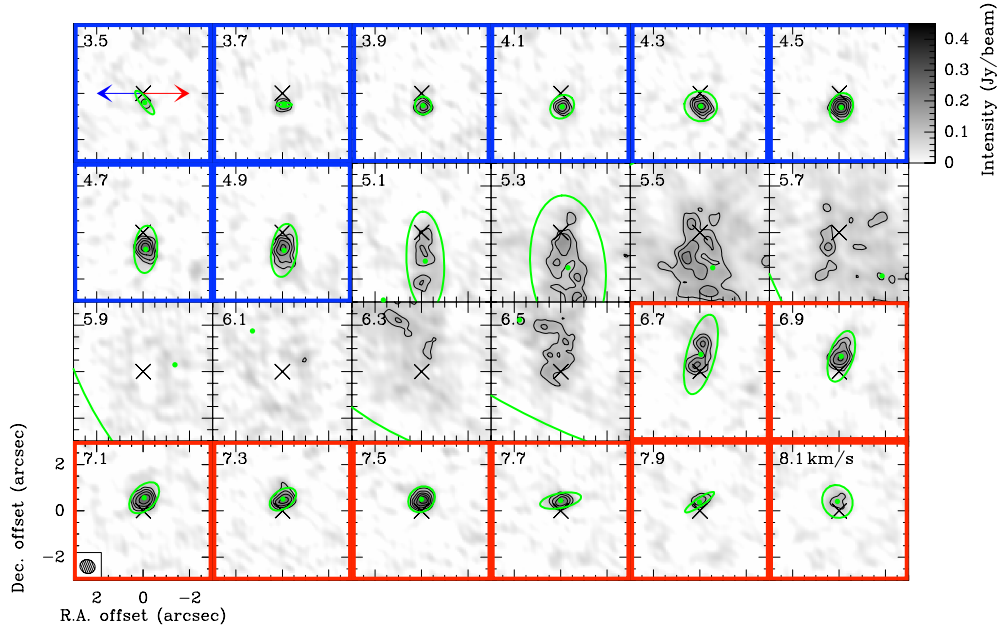 3.5 3.7 3.9 4.1 4.3 4.5
0.4
0.3
0.2
0.1
0
Intensity (Jy/beam)
4.7 4.9 5.1 5.3 5.5 5.7
5.9 6.1 6.3 6.5 6.7 6.9
7.1 7.3 7.5 7.7 7.9 8.1km/s
2
0
−2
Dec. offset (arcsec)
2 0 −2
R.A. offset (arcsec)